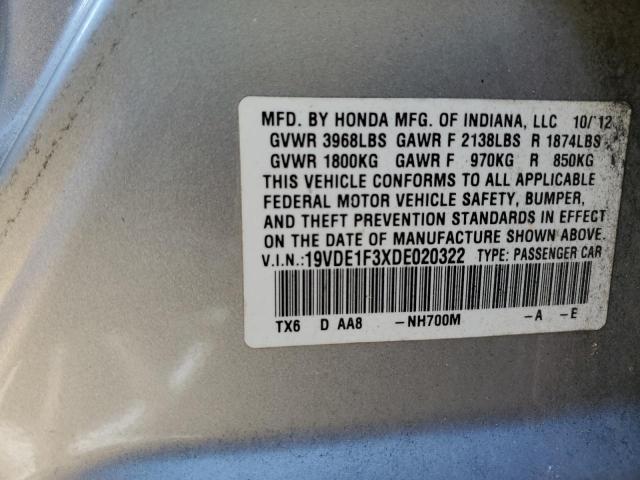 MFD. BY HONDA MFG. OF INDIANA, LLC 10/12
GVWR 3968LBS GAWR F 2138LBS R 1874LBS
GVWR 1800KG GAWR F 970KG R 850KG
THIS VEHICLE CONFORMS TO ALL APPLICABLE
FEDERAL MOTOR VEHICLE SAFETY, BUMPER,
AND THEFT PREVENTION STANDARDS IN EFFECT
ON THE DATE OF MANUFACTURE SHOWN ABOVE.
V.I.N.:19VDE1F3XDE020322 TYPE: PASSENGER CAR
TX6 D AA8 -NH700M -A -E